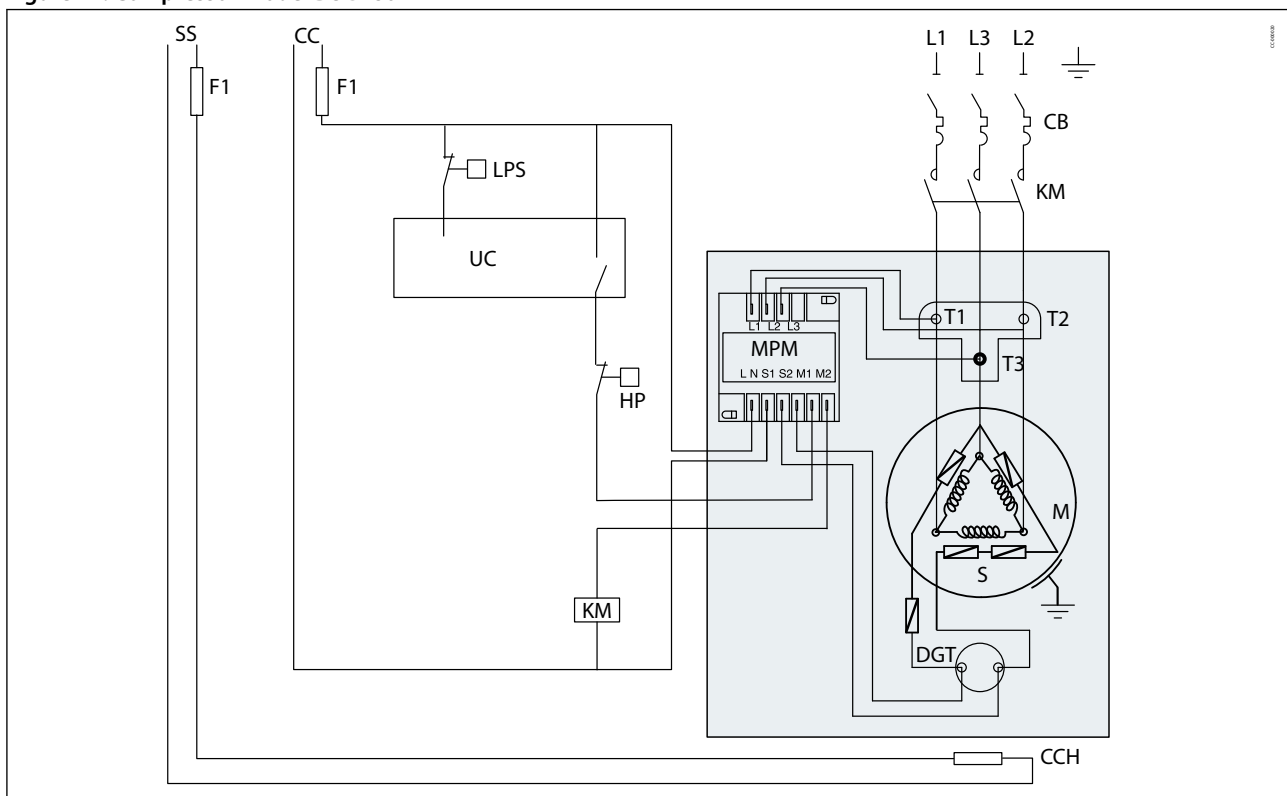 SS
CC
L1 L3 L2
F1
F1
CB
LPS
KM
UC
L1 L2 L3
T1
T2
MPM
T3
L N S1 S2 M1 M2
HP
M
S
KM
DGT
CCH